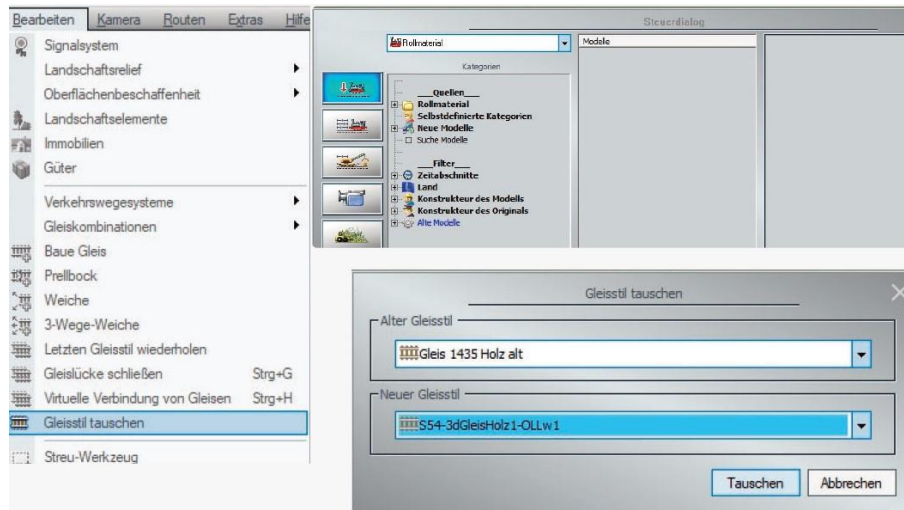 Bearbeiten Kamera Routen Extras Hilfe
Signalsystem
Landschaftsrelief
Oberflächenbeschaffenheit
Landschaftselemente
Immobilien
Güter
Verkehrswegesysteme
Gleiskombinationen
Baue Gleis
Prellbock
Weiche
3-Wege-Weiche
Letzten Gleisstil wiederholen
Gleislücke schließen Strg+G
Virtuelle Verbindung von Gleisen Strg+H
Gleisstil tauschen
Streu-Werkzeug
Steuerdialog
Rollmaterial
Modelle
Kategorien
___Quellen___
Rollmaterial
Selbstdefinierte Kategorien
Neue Modelle
Suche Modelle
___Filter___
Zeitabschnitte
Land
Konstrukteur des Modells
Konstrukteur des Originals
Alte Modelle
Gleisstil tauschen
Alter Gleisstil
Gleis 1435 Holz alt
Neuer Gleisstil
S54-3dGleisHolz1-OLLw1
Tauschen Abbrechen